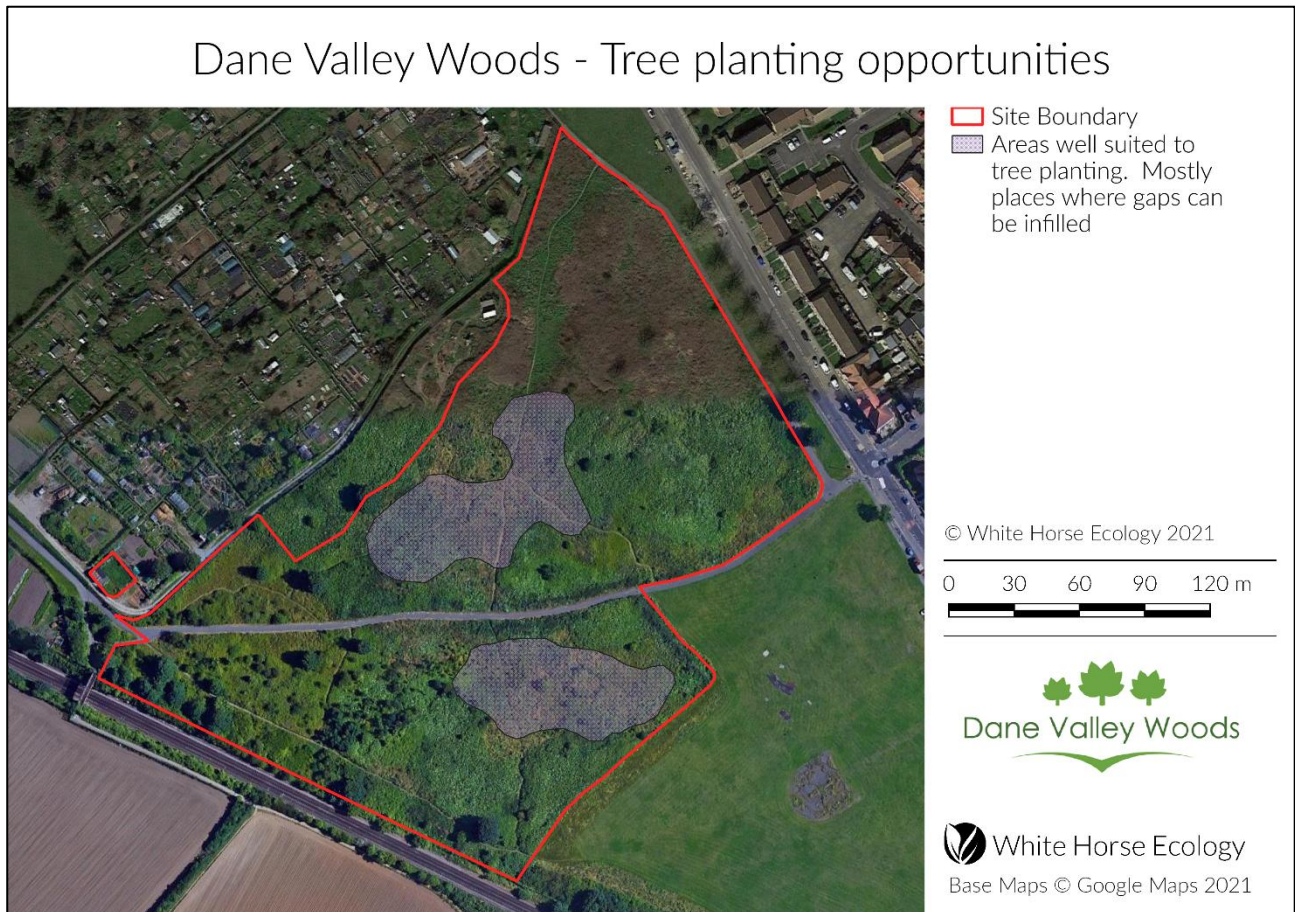 Dane Valley Woods - Tree planting opportunities
Site Boundary
Areas well suited to
tree planting. Mostly
places where gaps can
be infilled
© White Horse Ecology 2021
0 30 60 90 120 m
Dane Valley Woods
White Horse Ecology
Base Maps © Google Maps 2021